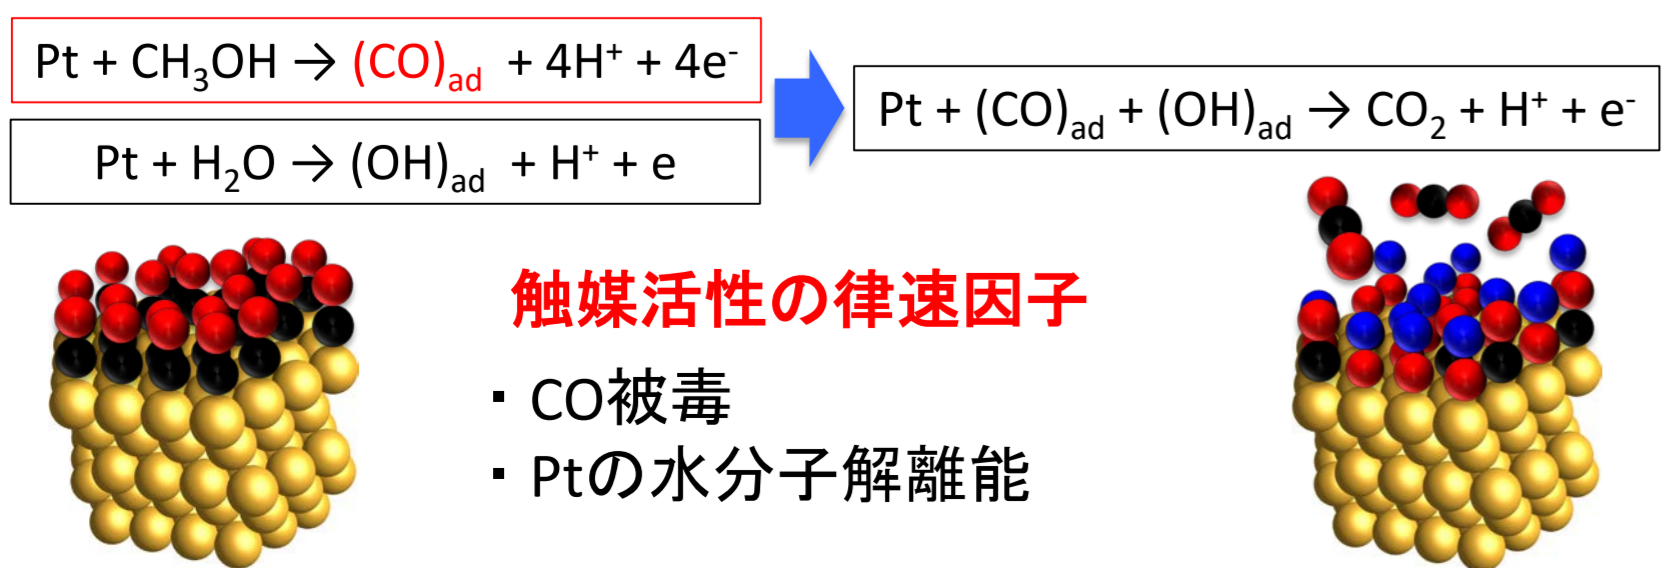 Pt + CH₃OH → (CO)ad + 4H⁺ + 4e⁻
Pt + H₂O → (OH)ad + H⁺ + e
Pt + (CO)ad + (OH)ad → CO₂ + H⁺ + e⁻
触媒活性の律速因子
・CO被毒
・Ptの水分子解離能